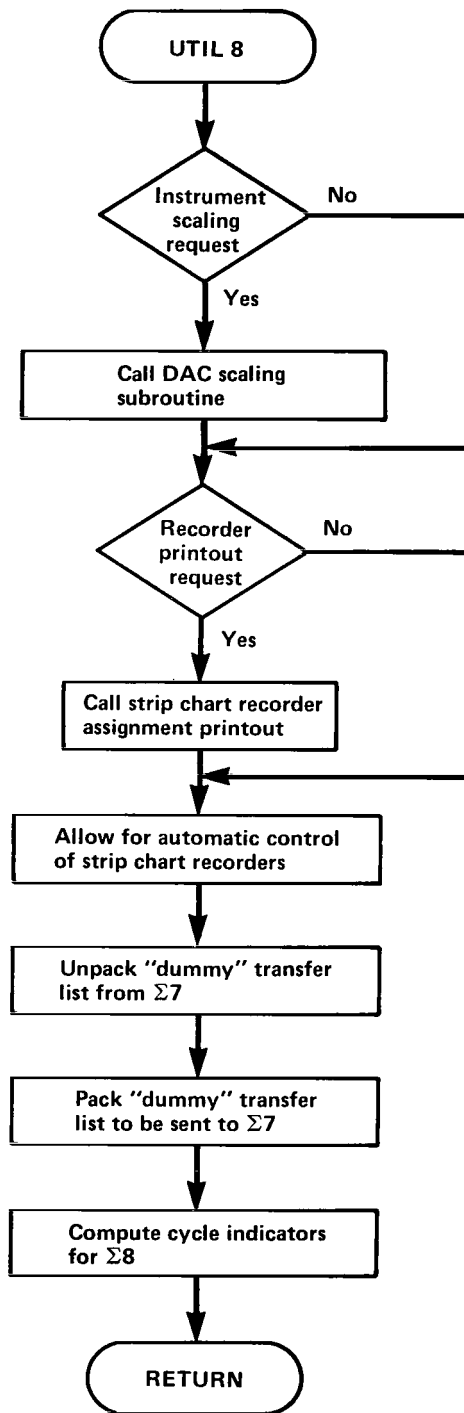 UTIL 8
Instrument
scaling
request
No
Yes
Call DAC scaling
subroutine
Recorder
printout
request
No
Yes
Call strip chart recorder
assignment printout
Allow for automatic control
of strip chart recorders
Unpack “dummy” transfer
list from Σ7
Pack “dummy” transfer
list to be sent to Σ7
Compute cycle indicators
for Σ8
RETURN